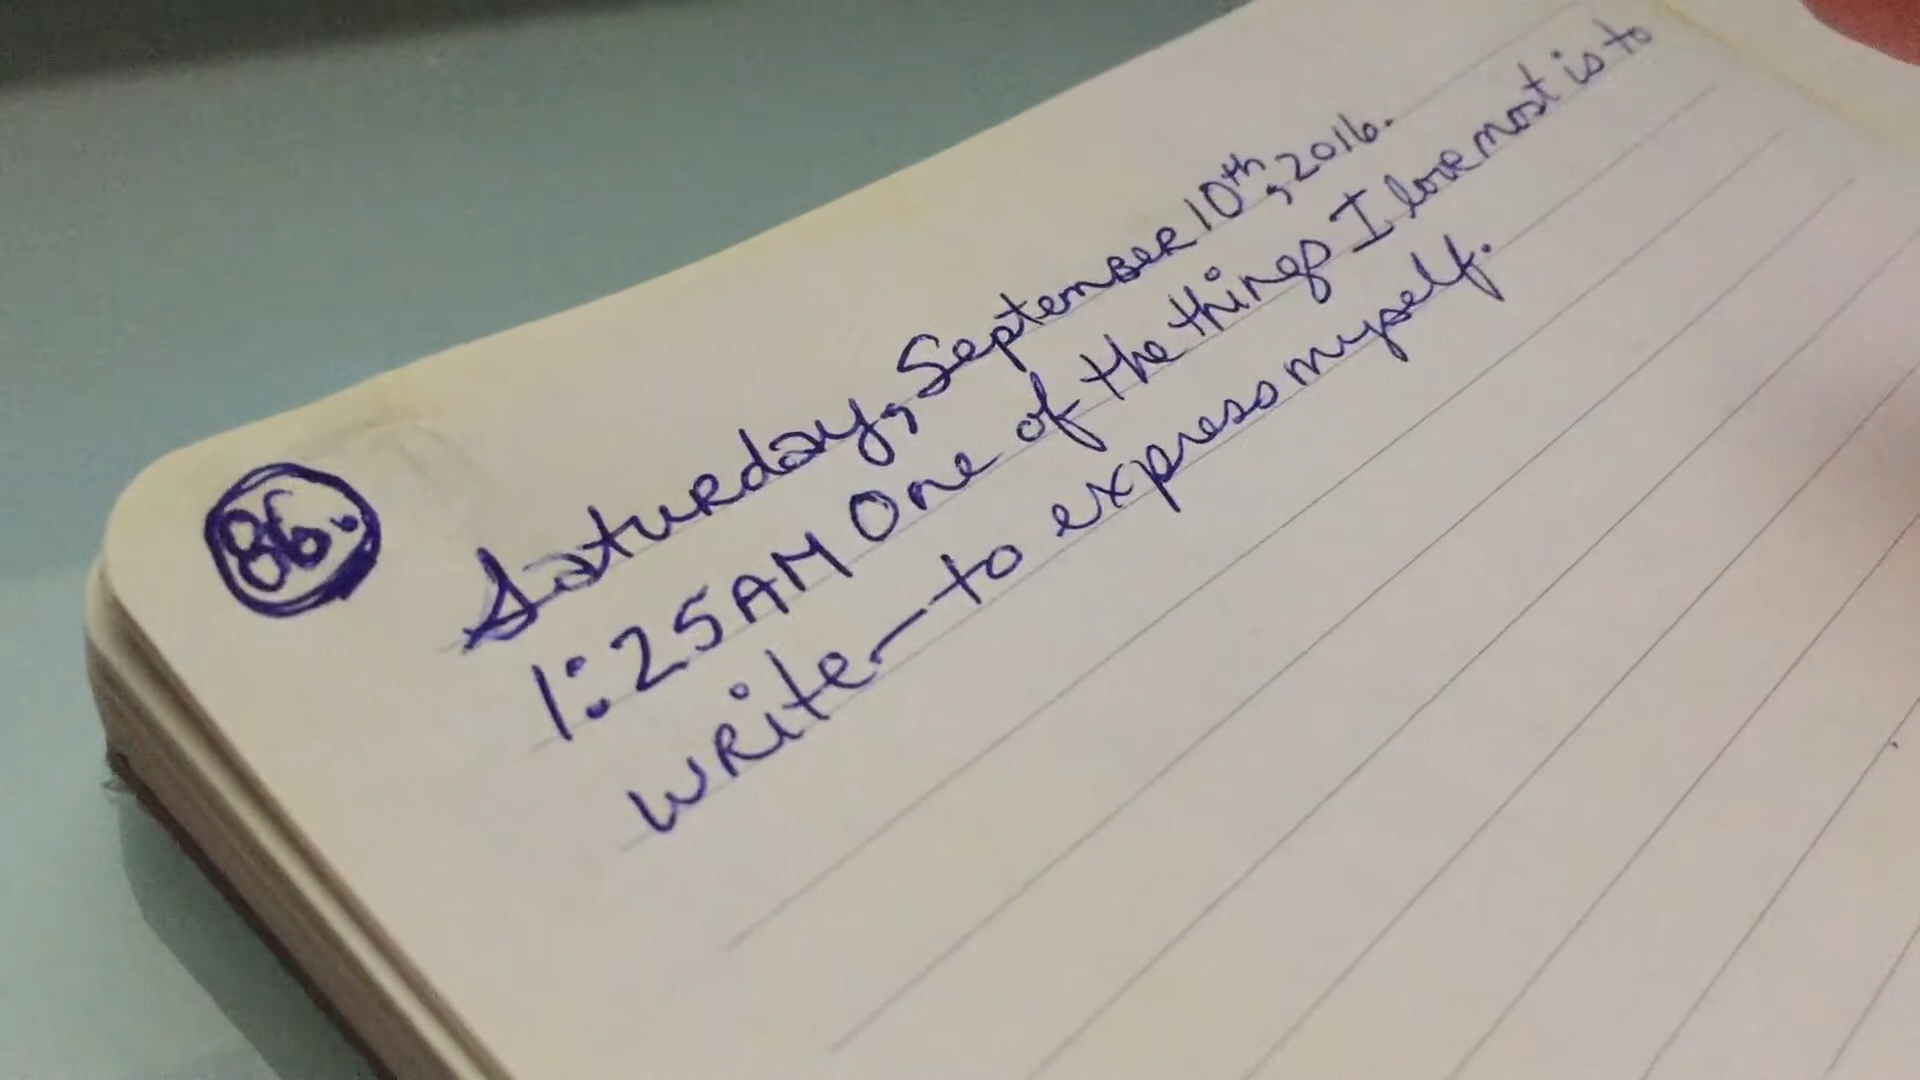 86.
Saturday, September 10th, 2016.
1:25AM One of the things I love most is to
write—to express myself.